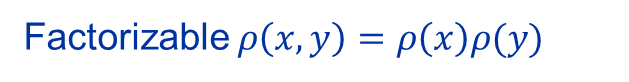 Factorizable 𝜌(𝑥, 𝑦) = 𝜌(𝑥)𝜌(𝑦)